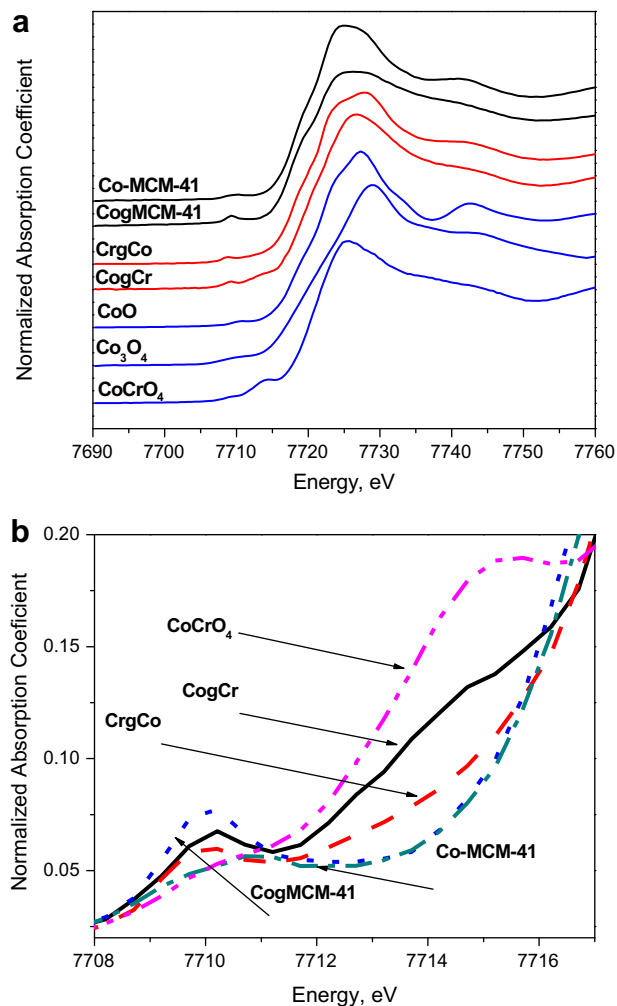 a
Normalized Absorption Coefficient
Co-MCM-41
CogMCM-41
CrgCo
CogCr
CoO
Co3O4
CoCrO4
7690 7700 7710 7720 7730 7740 7750 7760
Energy, eV
b
Normalized Absorption Coeficient
0.20
0.15
0.10
0.05
CoCrO4
CogCr
CrgCo
Co-MCM-41
CogMCM-41
7708 7710 7712 7714 7716
Energy, eV